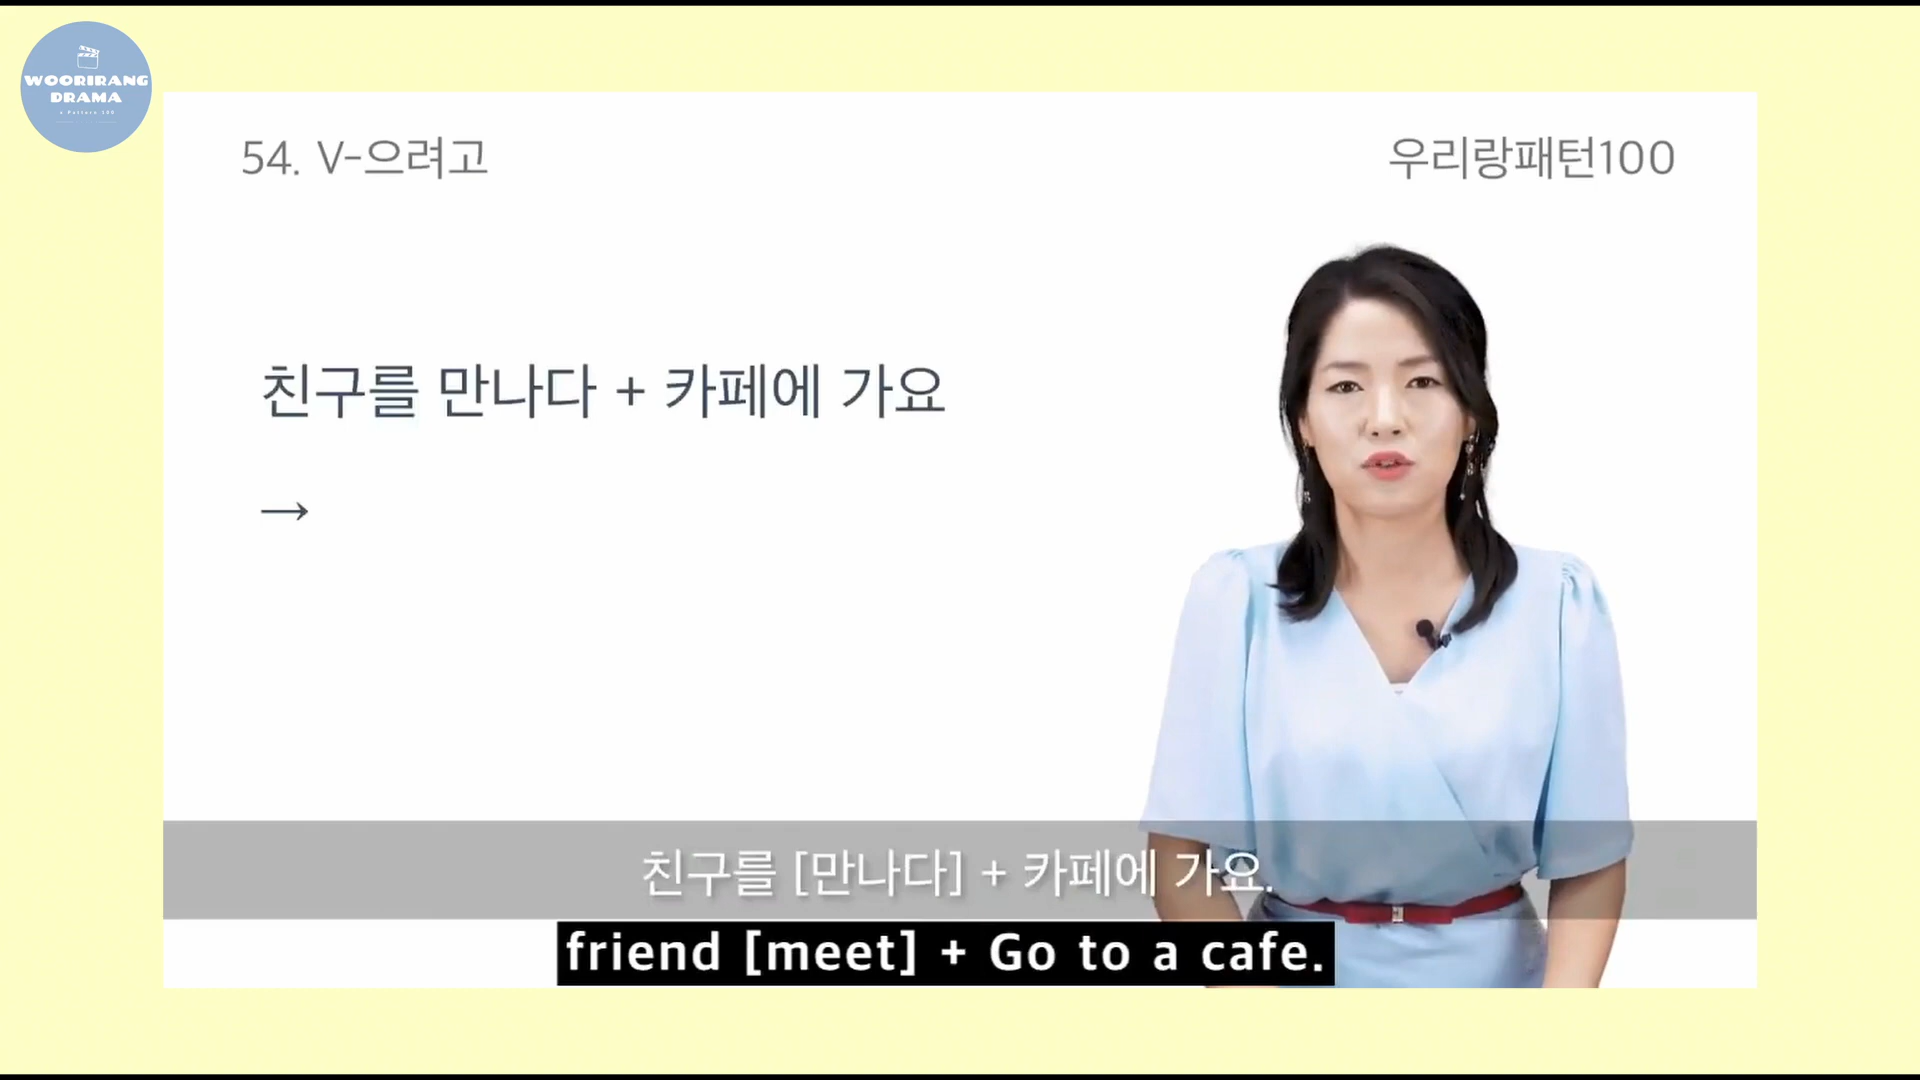 WOORIRANG
DRAMA
54. V-으려고
우리랑패턴100
친구를 만나다 + 카페에 가요
→
친구를 [만나다] + 카페에 가요.
friend [meet] + Go to a cafe.